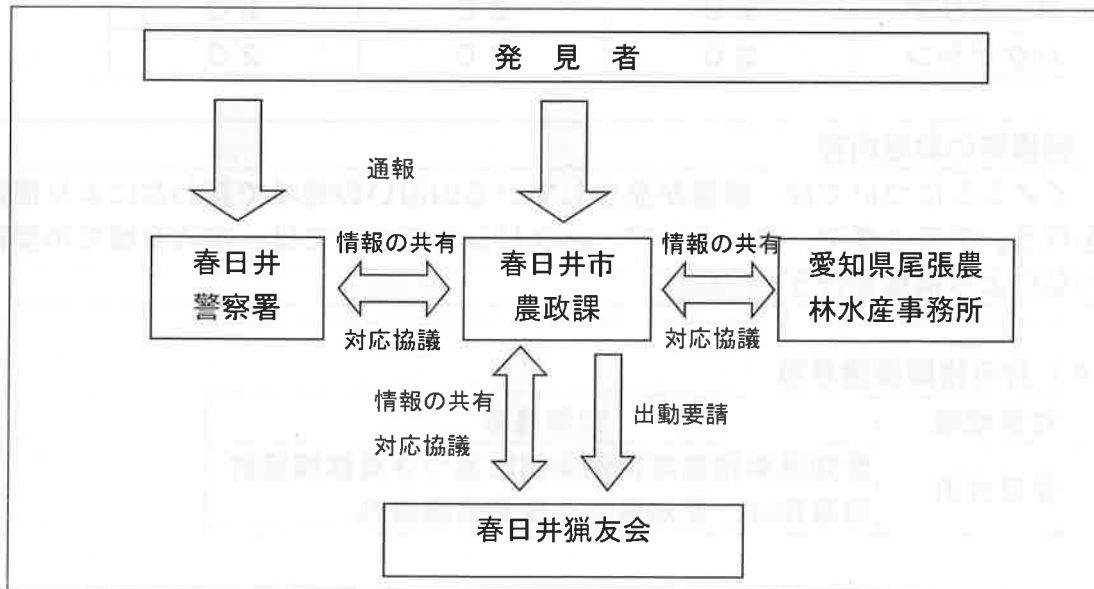 発見者
通報
春日井
警察署
情報の共有
対応協議
春日井市
農政課
情報の共有
対応協議
愛知県尾張農
林水産事務所
情報の共有
対応協議
出動要請
春日井猟友会